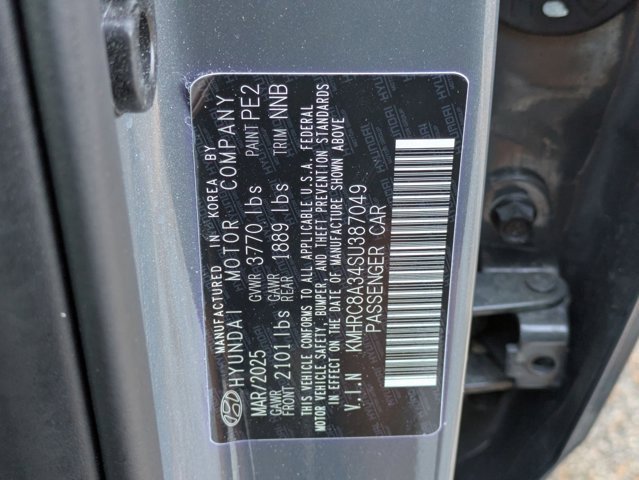 MANUFACTURED IN KOREA BY
HYUNDAI MOTOR COMPANY
MAR/2025 GVWR 3770 lbs PAINT PE2
GAWR FRONT 2101 lbs GAWR REAR 1889 lbs TRIM NNB
THIS VEHICLE CONFORMS TO ALL APPLICABLE U.S.A. FEDERAL
MOTOR VEHICLE SAFETY, BUMPER, AND THEFT PREVENTION STANDARDS
IN EFFECT ON THE DATE OF MANUFACTURE SHOWN ABOVE
V.I.N KMHRC8A34SU387049
PASSENGER CAR